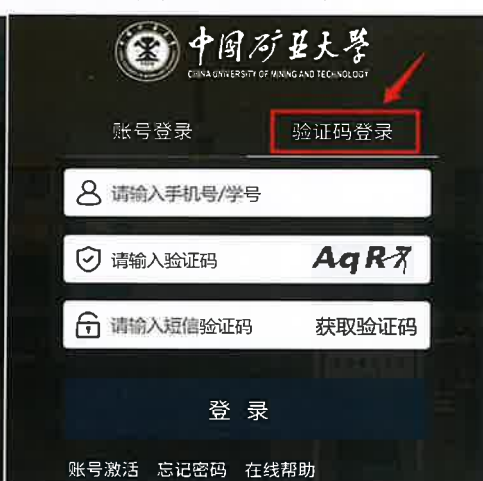 中国矿业大学
CHINA UNIVERSITY OF MINING AND TECHNOLOGY
账号登录 验证码登录
请输入手机号/学号
请输入验证码 AqR7
请输入短信验证码 获取验证码
登 录
账号激活 忘记密码 在线帮助